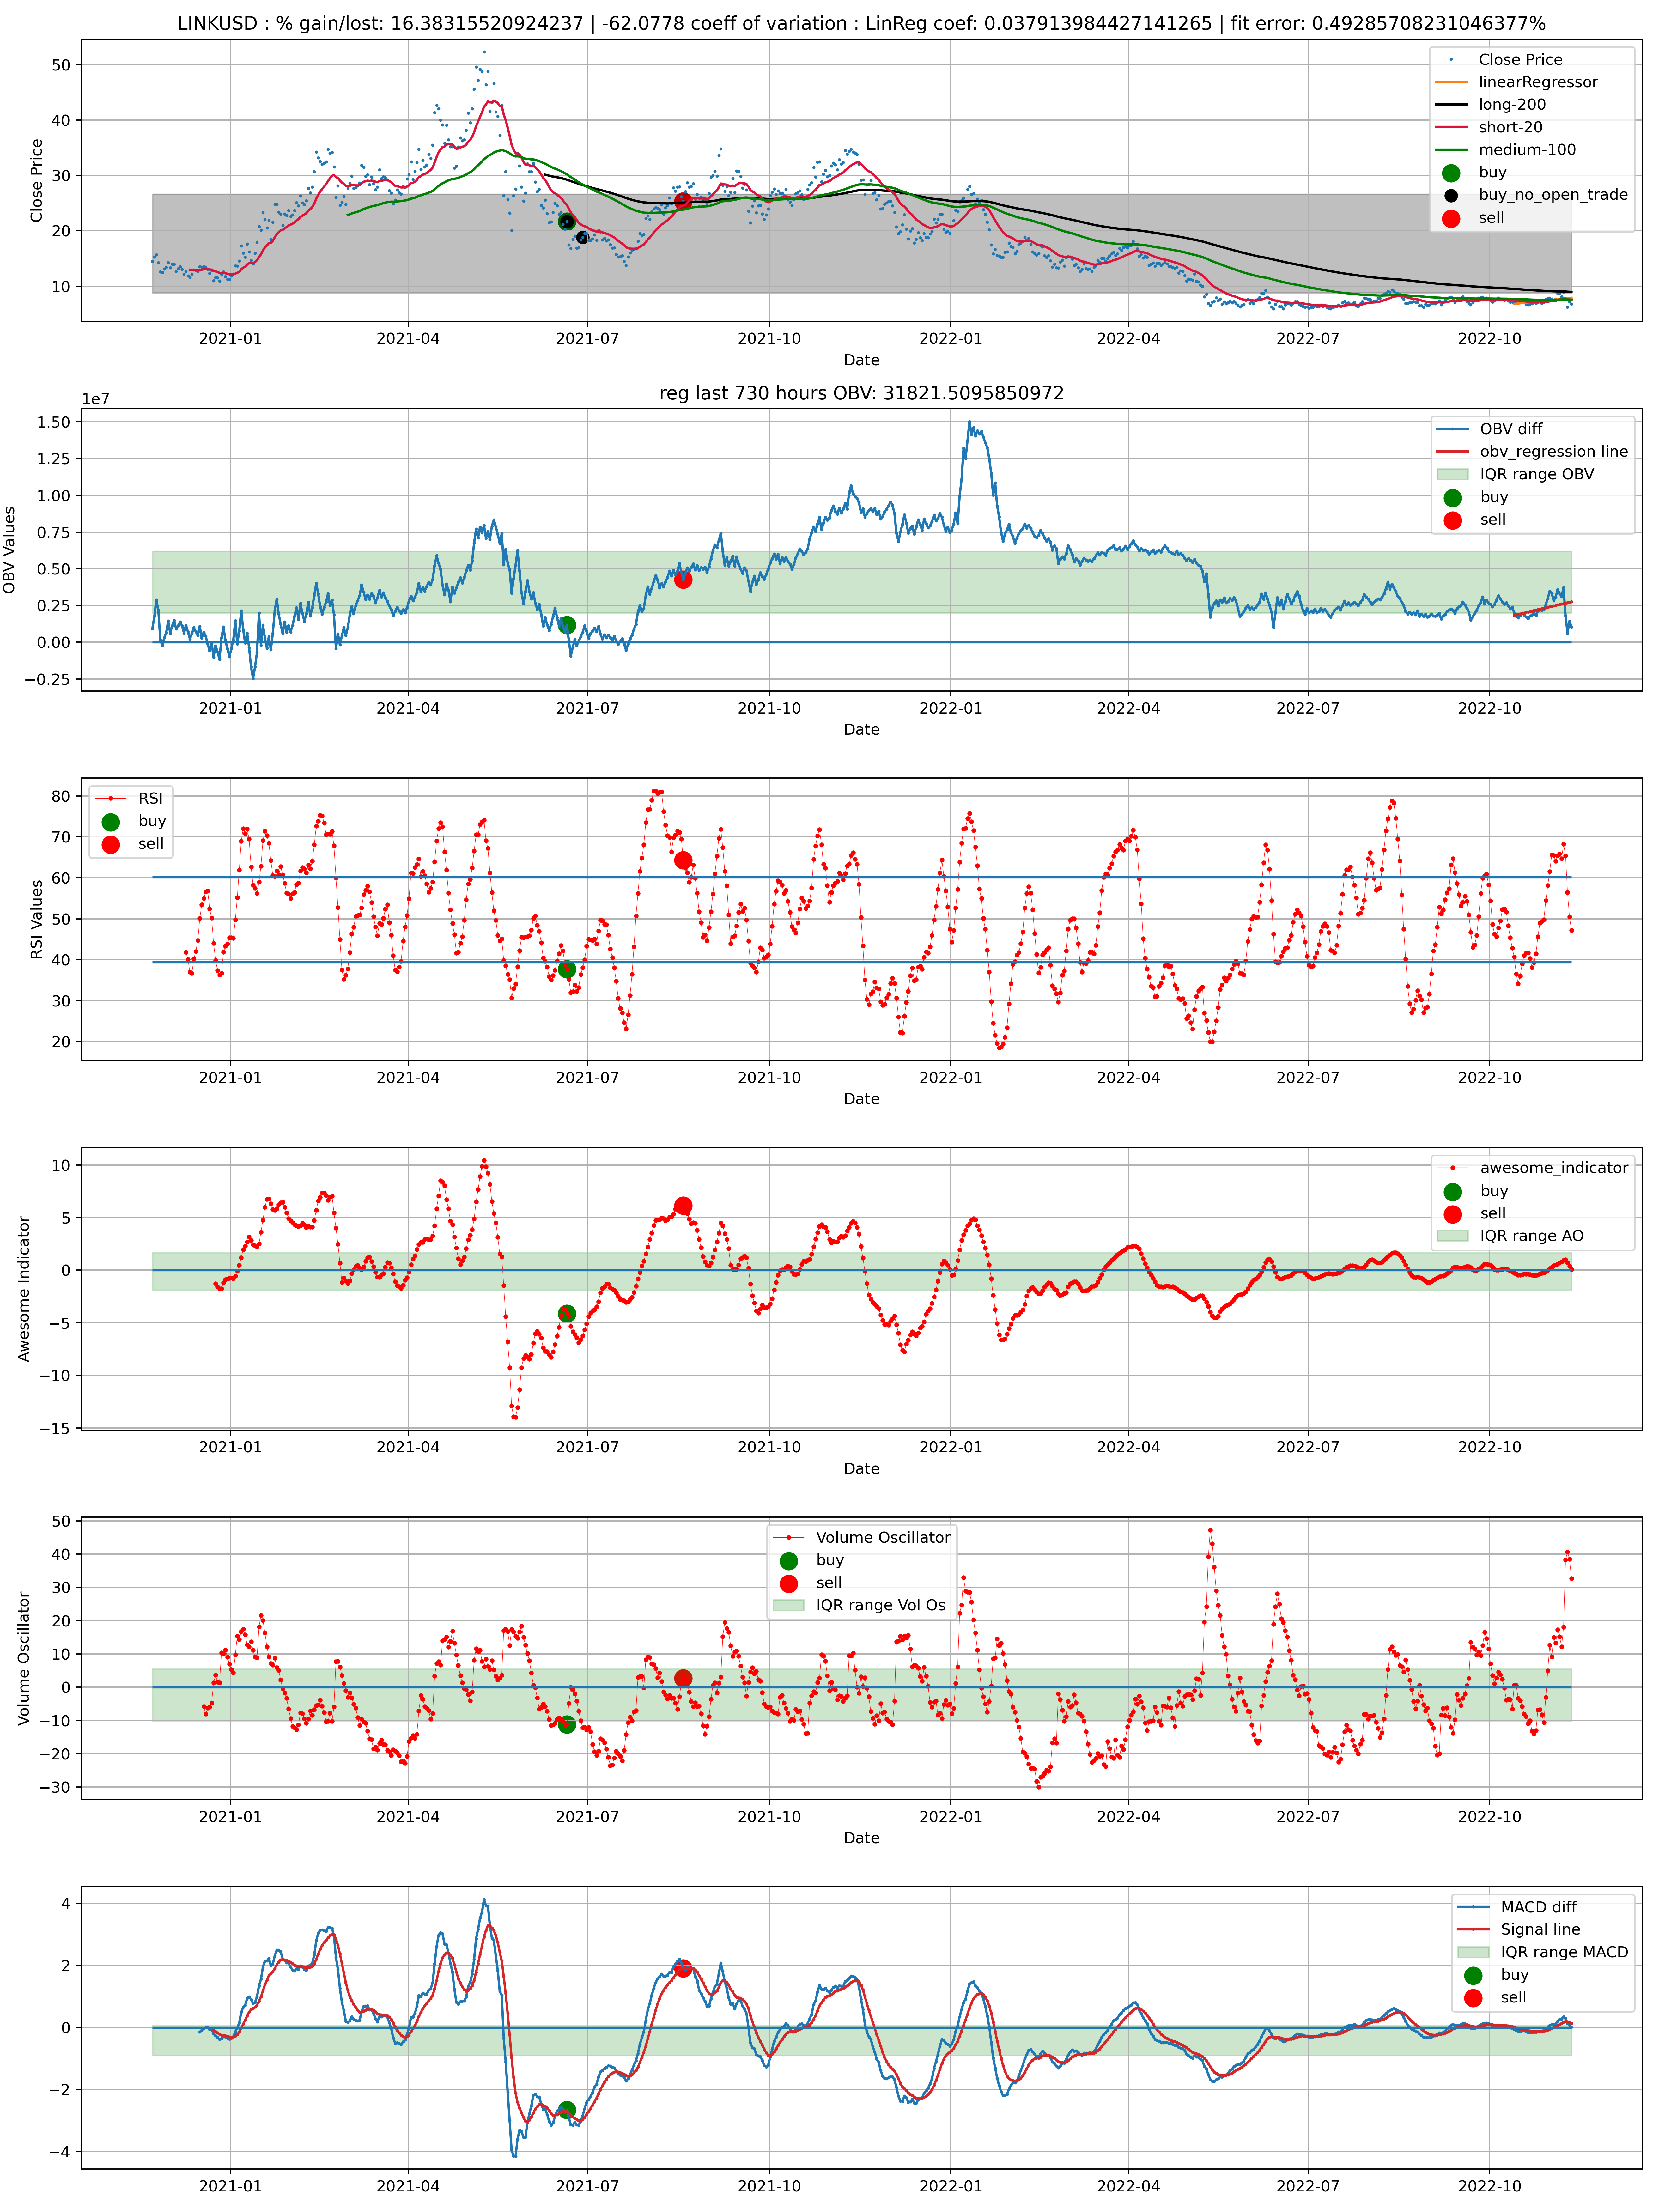 LINKUSD : % gain/lost: 16.38315520924237 | -62.0778 coeff of variation : LinReg coef: 0.037913984427141265 | fit error: 0.49285708231046377%
Close Price
50
40
30
20
10
Close Price
linearRegressor
long-200
short-20
medium-100
buy
buy_no_open_trade
sell
2021-01 2021-04 2021-07 2021-10 2022-01 2022-04 2022-07 2022-10
Date
reg last 730 hours OBV: 31821.5095850972
1e7
OBV Values
1.50
1.25
1.00
0.75
0.50
0.25
0.00
−0.25
OBV diff
obv_regression line
IQR range OBV
buy
sell
2021-01 2021-04 2021-07 2021-10 2022-01 2022-04 2022-07 2022-10
Date
RSI Values
80
70
60
50
40
30
20
RSI
buy
sell
2021-01 2021-04 2021-07 2021-10 2022-01 2022-04 2022-07 2022-10
Date
Awesome Indicator
10
5
0
−5
−10
−15
awesome_indicator
buy
sell
IQR range AO
2021-01 2021-04 2021-07 2021-10 2022-01 2022-04 2022-07 2022-10
Date
Volume Oscillator
50
40
30
20
10
0
−10
−20
−30
Volume Oscillator
buy
sell
IQR range Vol Os
2021-01 2021-04 2021-07 2021-10 2022-01 2022-04 2022-07 2022-10
Date
4
2
0
−2
−4
MACD diff
Signal line
IQR range MACD
buy
sell
2021-01 2021-04 2021-07 2021-10 2022-01 2022-04 2022-07 2022-10